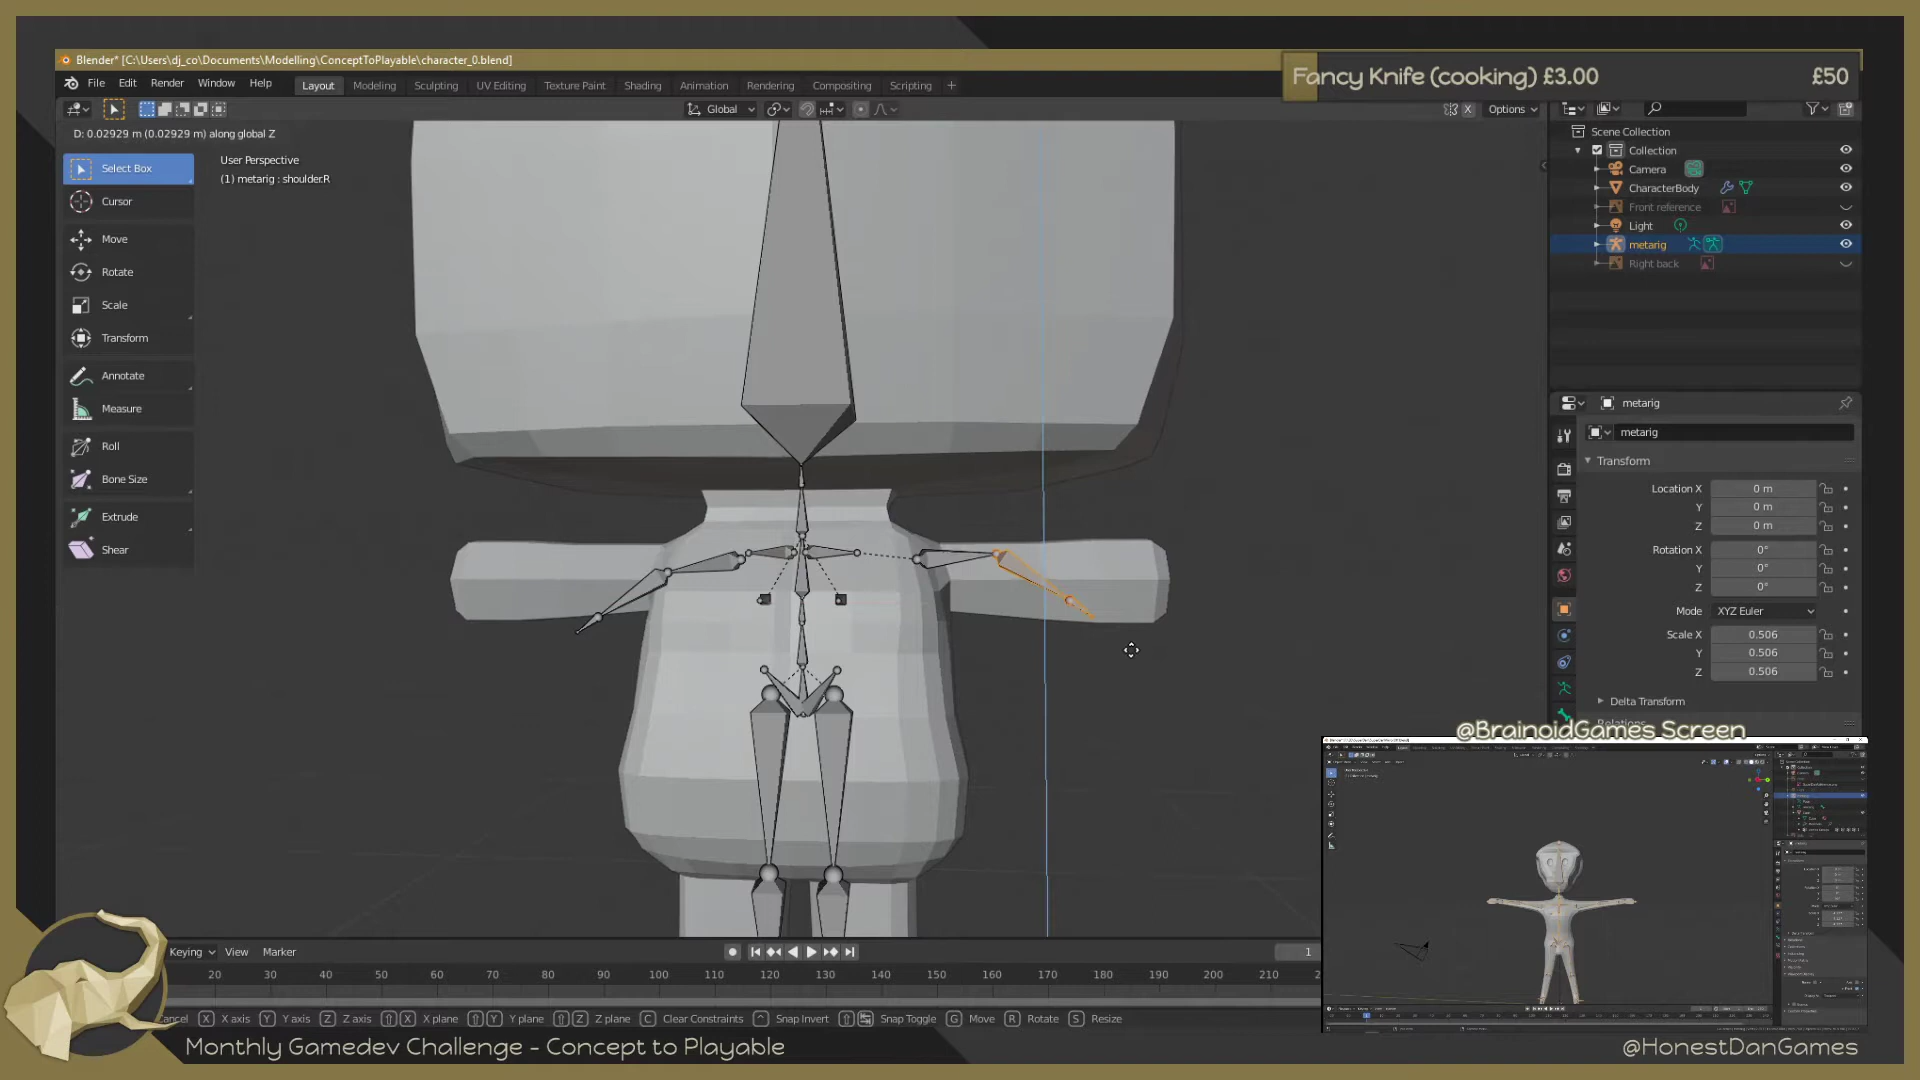 Blender* [C:\Users\dj_co\Documents\Modelling\ConceptToPlayable\character_0.blend]
Fancy Knife (cooking) £3.00 £50
File Edit Render Window Help Layout Modeling Sculpting UV Editing Texture Paint Shading Animation Rendering Compositing Scripting +
Global X Options
D: 0.02929 m (0.02929 m) along global Z
User Perspective
(1) metarig : shoulder.R
Select Box
Cursor
Move
Rotate
Scale
Transform
Annotate
Measure
Roll
Bone Size
Extrude
Shear
Scene Collection
Collection
Camera
CharacterBody
Front reference
Light
metarig
Right back
metarig
metarig
Transform
Location X 0 m
Y 0 m
Z 0 m
Rotation X 0°
Y 0°
Z 0°
Mode XYZ Euler
Scale X 0.506
Y 0.506
Z 0.506
Delta Transform
Relations
@BrainoidGames Screen
Keying View Marker 1
20 30 40 50 60 70 80 90 100 110 120 130 140 150 160 170 180 190 200 210
Cancel X X axis Y Y axis Z Z axis X X plane Y Y plane Z Z plane C Clear Constraints Snap Invert Snap Toggle G Move R Rotate S Resize
Monthly Gamedev Challenge - Concept to Playable
@HonestDanGames